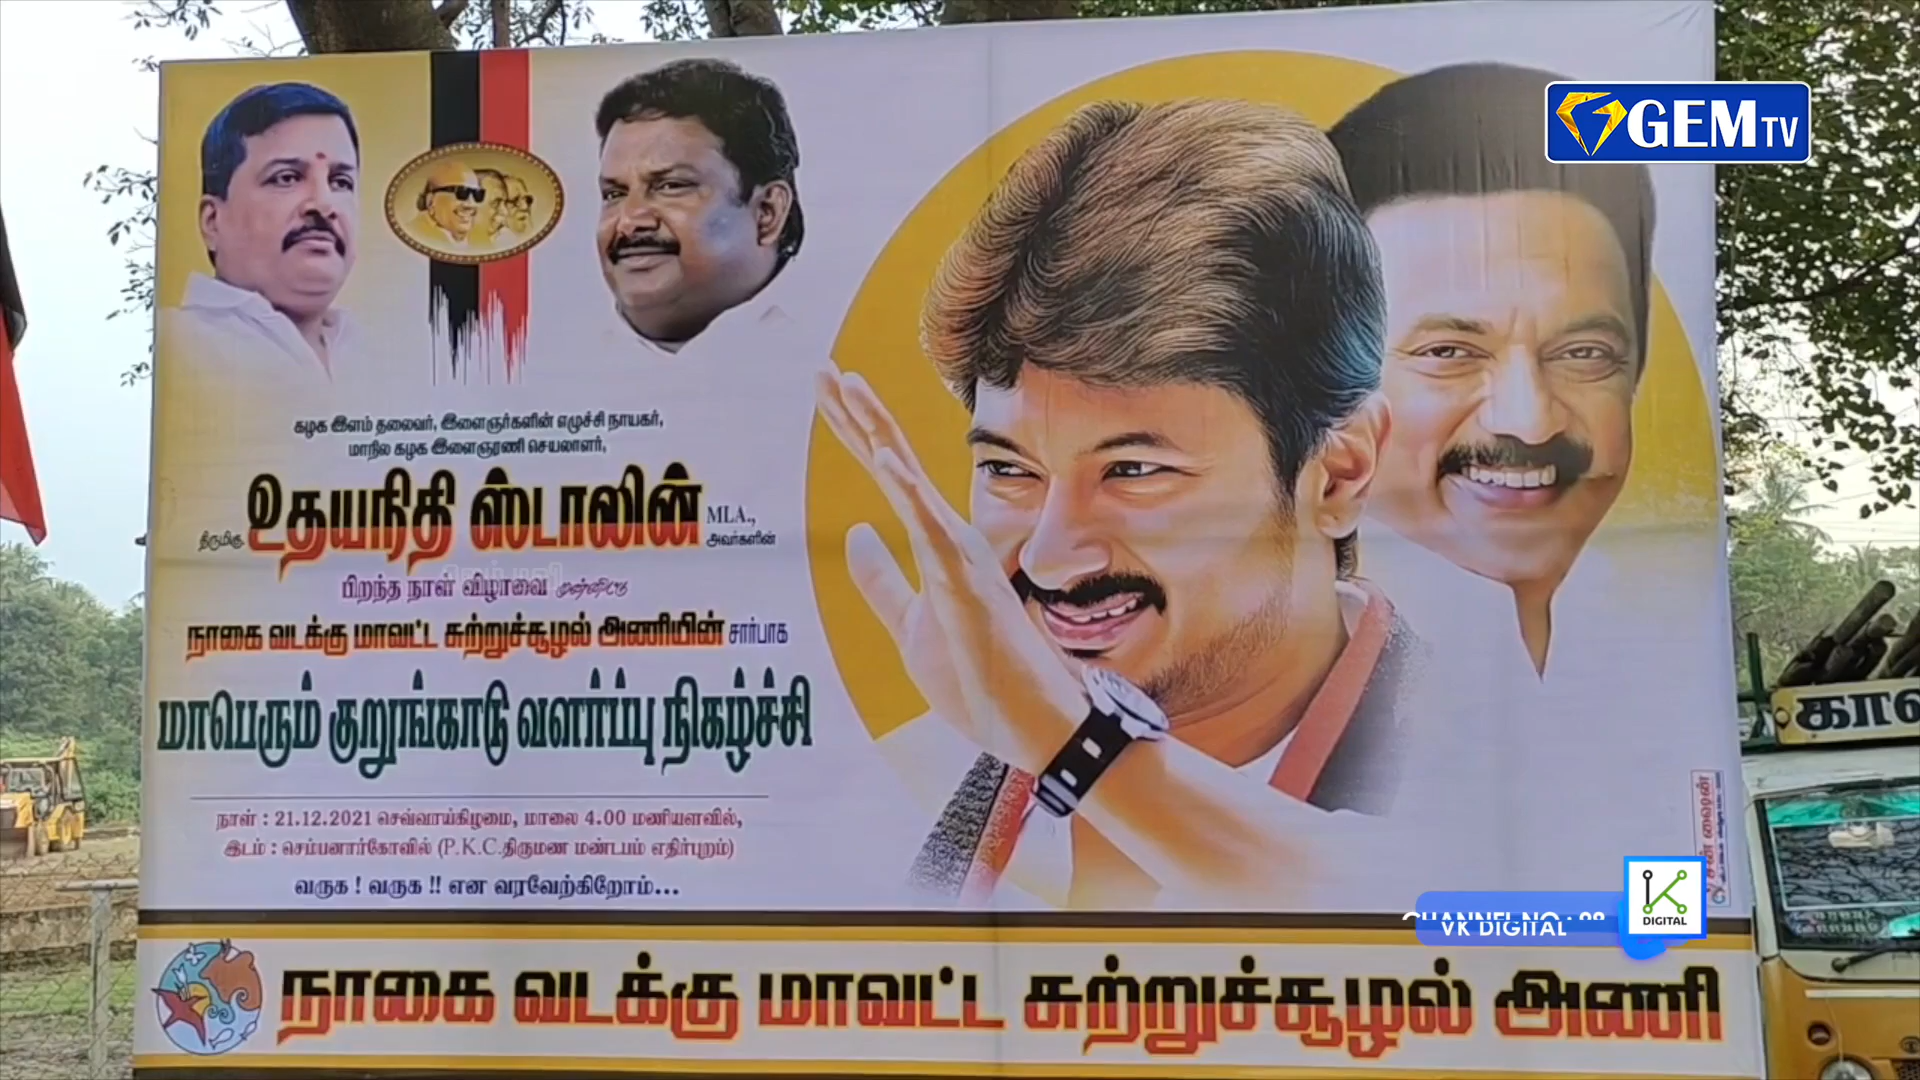 GEM TV
கழக இளம் தலைவர், இளைஞர்களின் எழுச்சி நாயகர்,
மாநில கழக இளைஞரணி செயலாளர்,
திருமிகு. உதயநிதி ஸ்டாலின் MLA., அவர்களின்
பிறந்த நாள் விழாவை முன்னிட்டு
நாகை வடக்கு மாவட்ட சுற்றுச்சூழல் அணியின் சார்பாக
மாபெரும் குறுங்காடு வளர்ப்பு நிகழ்ச்சி
நாள் : 21.12.2021 செவ்வாய்கிழமை, மாலை 4.00 மணியளவில்,
இடம் : செம்பனார்கோவில் (P.K.C.திருமண மண்டபம் எதிர்புறம்)
வருக ! வருக !! என வரவேற்கிறோம்...
நாகை வடக்கு மாவட்ட சுற்றுச்சூழல் அணி
VK DIGITAL
K DIGITAL